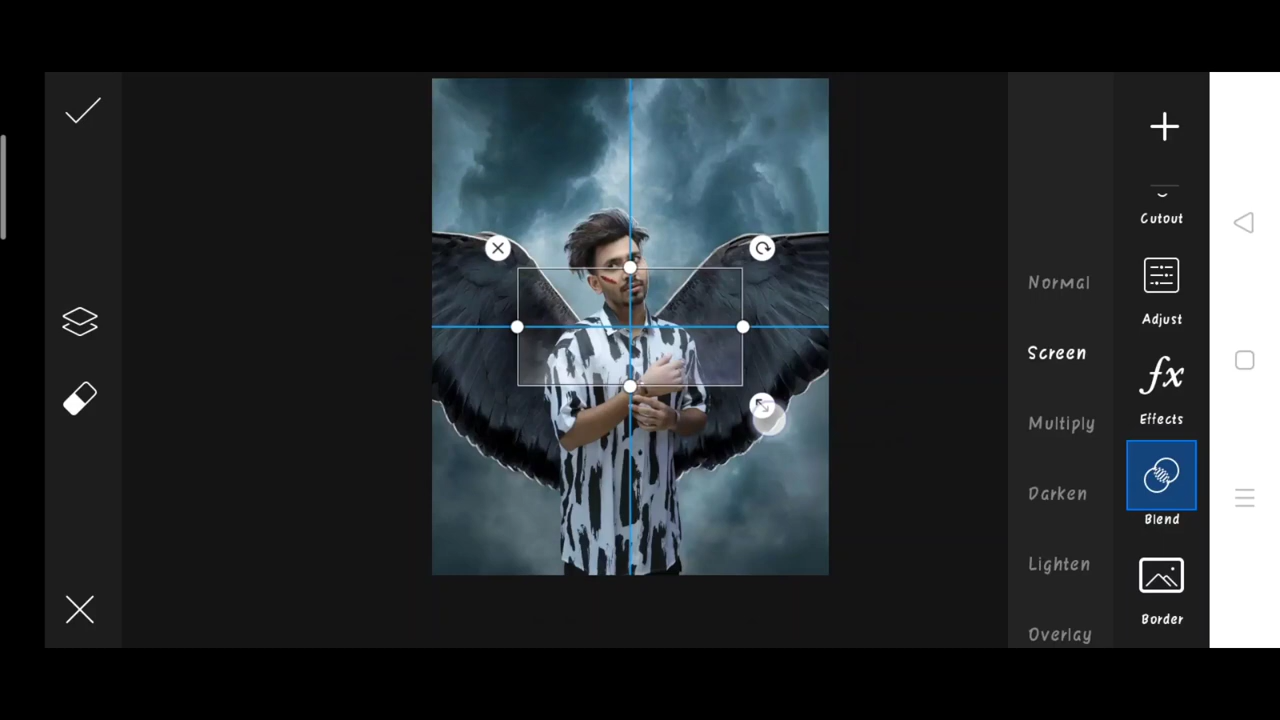 Normal
Screen
Multiply
Darken
Lighten
Overlay
Cutout
Adjust
fx
Effects
Blend
Border